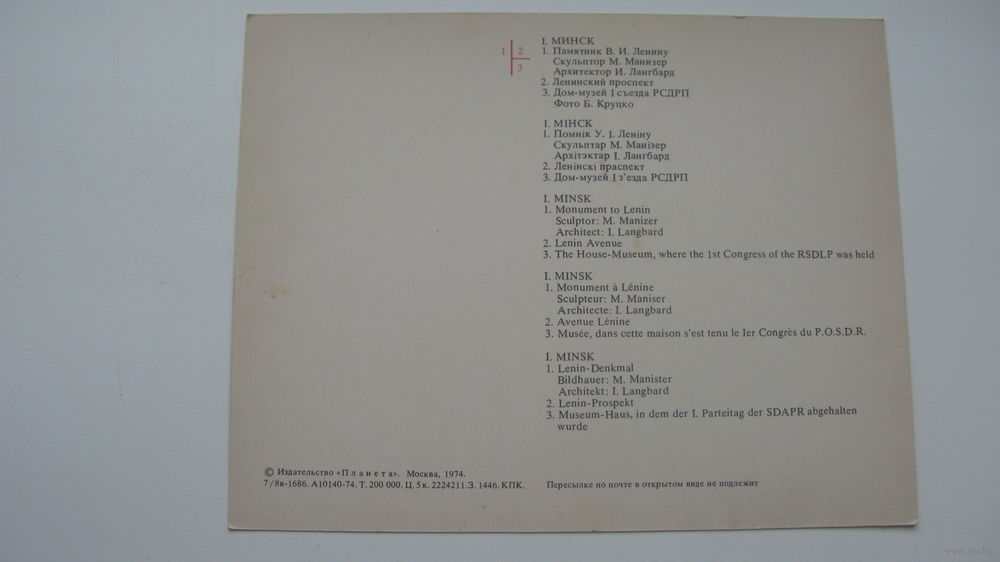 1 2
3
I. МИНСК
1. Памятник В. И. Ленину
Скульптор М. Манизер
Архитектор И. Лангбард
2. Ленинский проспект
3. Дом-музей I съезда РСДРП
Фото Б. Круцко
I. МІНСК
1. Помнік У. І. Леніну
Скульптар М. Манізер
Архітэктар І. Лангбард
2. Ленінскі праспект
3. Дом-музей I з'езда РСДРП
I. MINSK
1. Monument to Lenin
Sculptor: M. Manizer
Architect: I. Langbard
2. Lenin Avenue
3. The House-Museum, where the 1st Congress of the RSDLP was held
I. MINSK
1. Monument à Lénine
Sculpteur: M. Maniser
Architecte: I. Langbard
2. Avenue Lénine
3. Musée, dans cette maison s'est tenu le Ier Congrès du P.O.S.D.R.
I. MINSK
1. Lenin-Denkmal
Bildhauer: M. Manister
Architekt: I. Langbard
2. Lenin-Prospekt
3. Museum-Haus, in dem der I. Parteitag der SDAPR abgehalten
wurde
© Издательство «Планета». Москва, 1974.
7/8в-1686. А10140-74. Т. 200 000. Ц. 5 к. 2224211. З. 1446. КПК.
Пересылке по почте в открытом виде не подлежит
www.ay.by